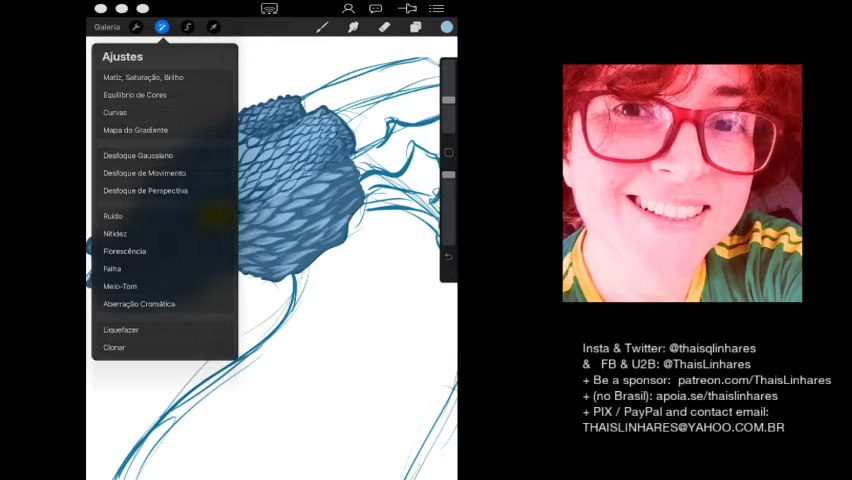 Galeria
Ajustes
Matiz, Saturação, Brilho
Equilíbrio de Cores
Curvas
Mapa do Gradiente
Desfoque Gaussiano
Desfoque de Movimento
Desfoque de Perspectiva
Ruído
Nitidez
Florescência
Falha
Meio-Tom
Aberração Cromática
Liquefazer
Clonar
Insta & Twitter: @thaisqlinhares
& FB & U2B: @ThaisLinhares
+ Be a sponsor: patreon.com/ThaisLinhares
+ (no Brasil): apoia.se/thaislinhares
+ PIX / PayPal and contact email:
THAISLINHARES@YAHOO.COM.BR